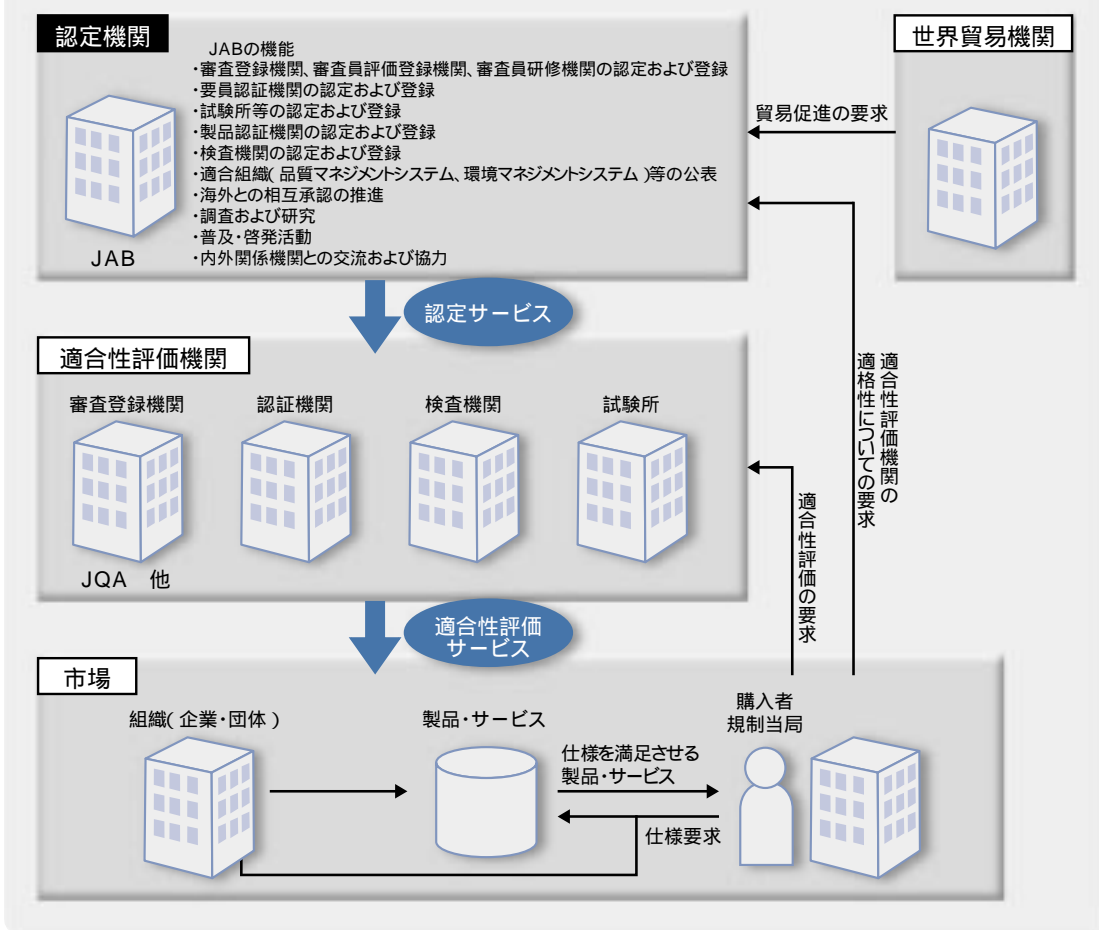 認定機関
JABの機能
・審査登録機関、審査員評価登録機関、審査員研修機関の認定および登録
・要員認証機関の認定および登録
・試験所等の認定および登録
・製品認証機関の認定および登録
・検査機関の認定および登録
・適合組織(品質マネジメントシステム、環境マネジメントシステム)等の公表
・海外との相互承認の推進
・調査および研究
・普及・啓発活動
・内外関係機関との交流および協力
JAB
世界貿易機関
貿易促進の要求
認定サービス
適合性評価機関
審査登録機関
認証機関
検査機関
試験所
JQA 他
適合性評価機関の
適格性についての要求
適合性評価の要求
適合性評価
サービス
市場
組織(企業・団体)
製品・サービス
仕様を満足させる
製品・サービス
仕様要求
購入者
規制当局